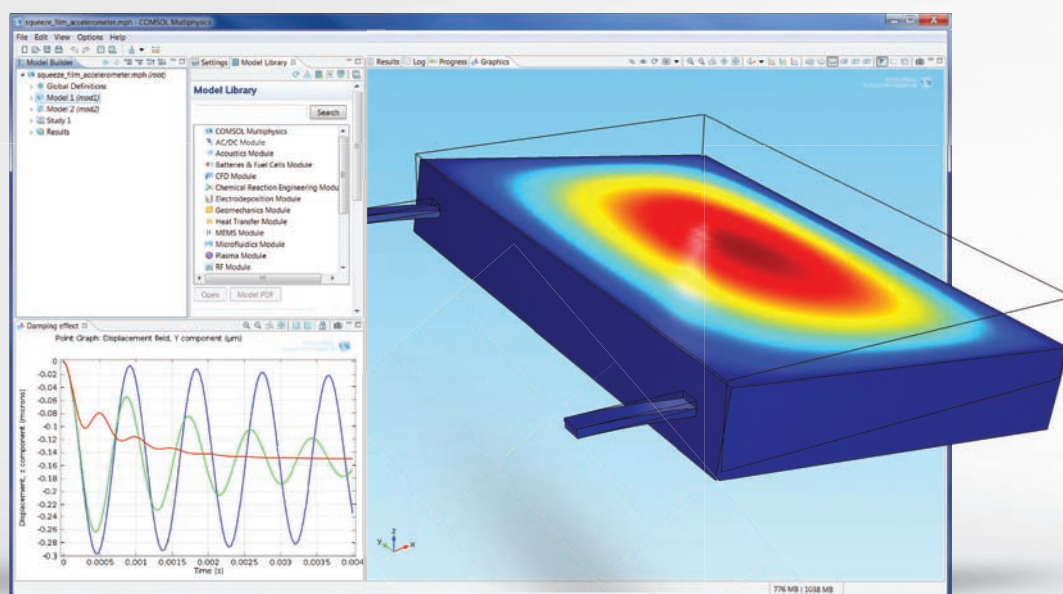 squeeze_film_accelerometer.mph - COMSOL Multiphysics
File Edit View Options Help
Model Builder
squeeze_film_accelerometer.mph (root)
Global Definitions
Model 1 (mod1)
Model 2 (mod2)
Study 1
Results
Settings Model Library
Model Library
Search
COMSOL Multiphysics
AC/DC Module
Acoustics Module
Batteries & Fuel Cells Module
CFD Module
Chemical Reaction Engineering Modu
Electrodeposition Module
Geomechanics Module
Heat Transfer Module
MEMS Module
Microfluidics Module
Plasma Module
RF Module
Open Model PDF
Results Log Progress Graphics
Damping effect
Point Graph: Displacement field, Y component (µm)
Displacement, z component (microns)
0
-0.02
-0.04
-0.06
-0.08
-0.1
-0.12
-0.14
-0.16
-0.18
-0.2
-0.22
-0.24
-0.26
-0.28
-0.3
0 0.0005 0.001 0.0015 0.002 0.0025 0.003 0.0035 0.004
Time (s)
y z x
776 MB | 1038 MB